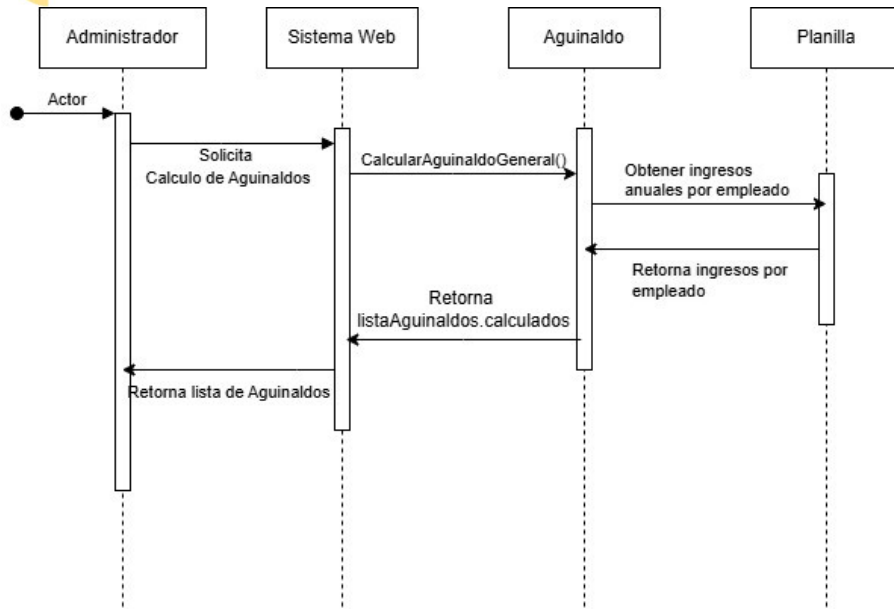 Administrador
Sistema Web
Aguinaldo
Planilla
Actor
Solicita
Calculo de Aguinaldos
CalcularAguinaldoGeneral()
Obtener ingresos
anuales por empleado
Retorna ingresos por
empleado
Retorna
listaAguinaldos.calculados
Retorna lista de Aguinaldos